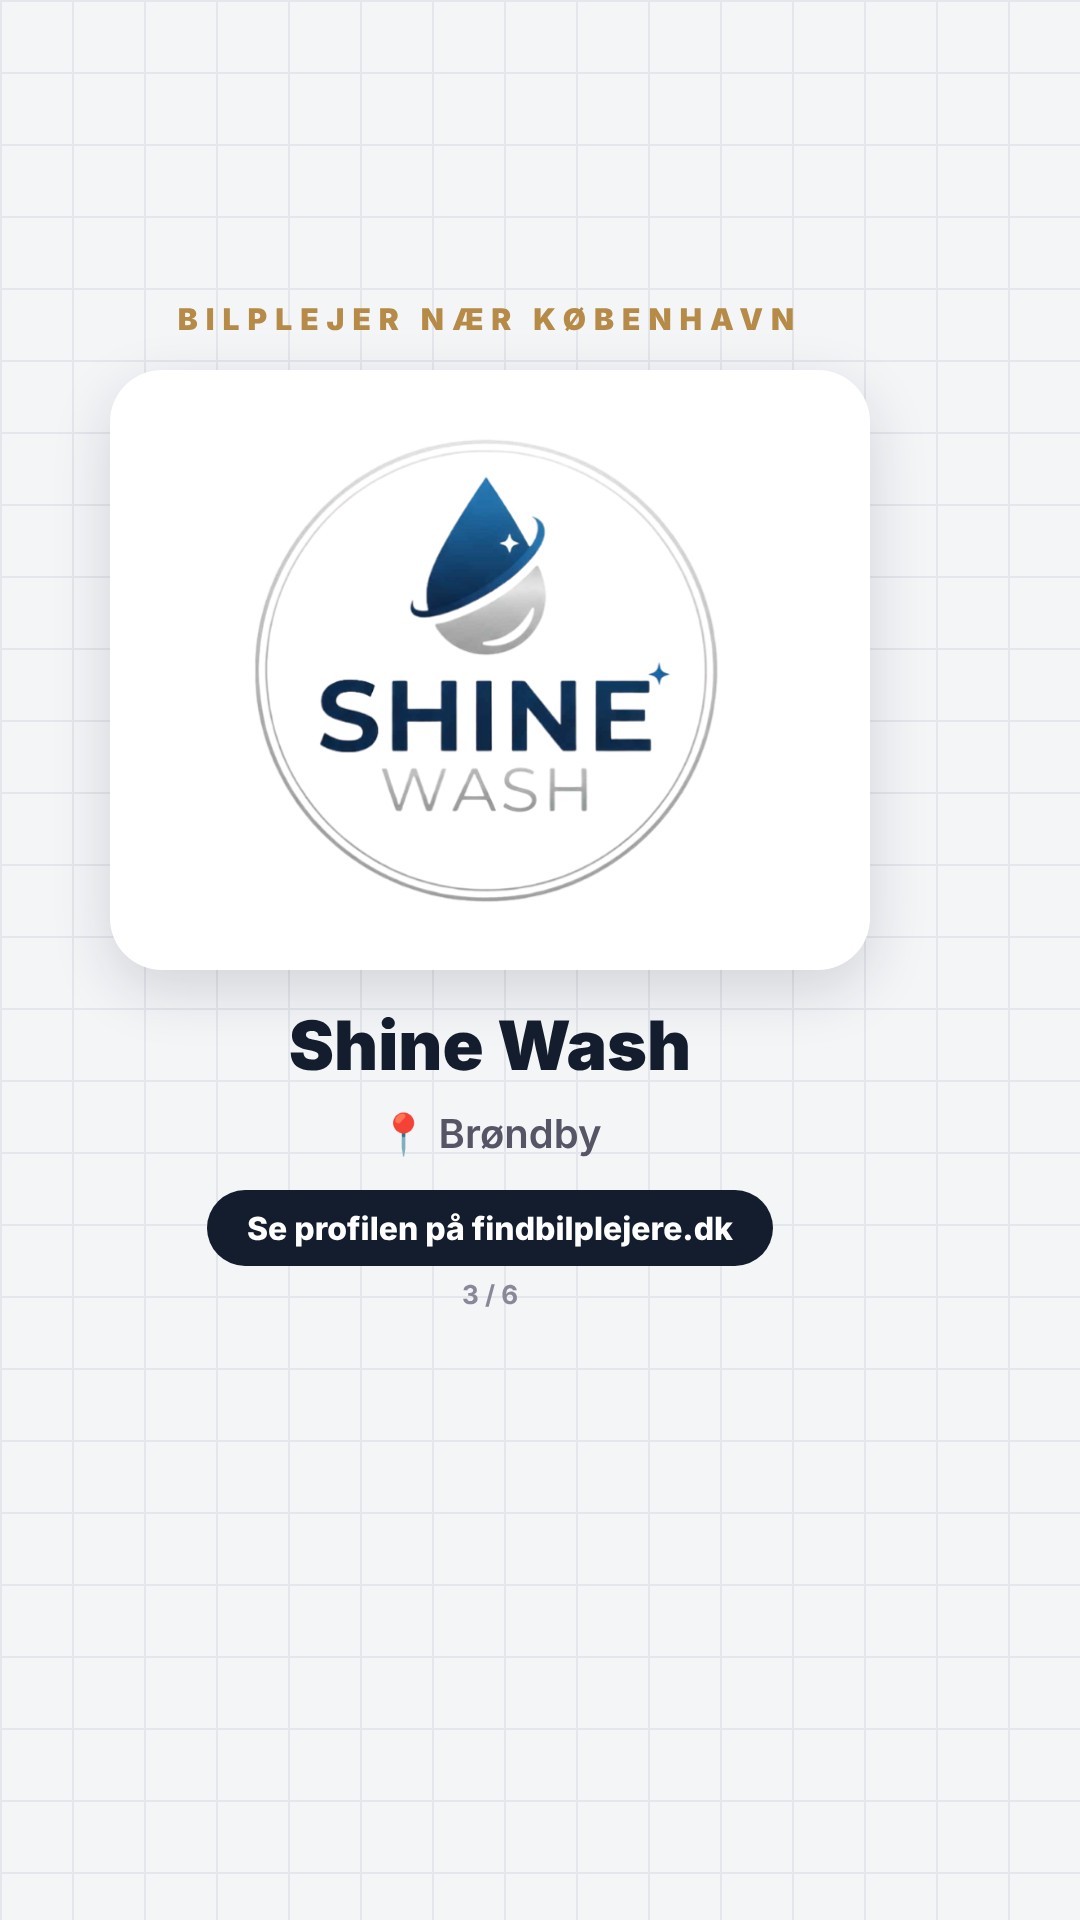 BILPLEJER NÆR KØBENHAVN
SHINE
WASH
Shine Wash
📍 Brøndby
Se profilen på findbilplejere.dk
3 / 6